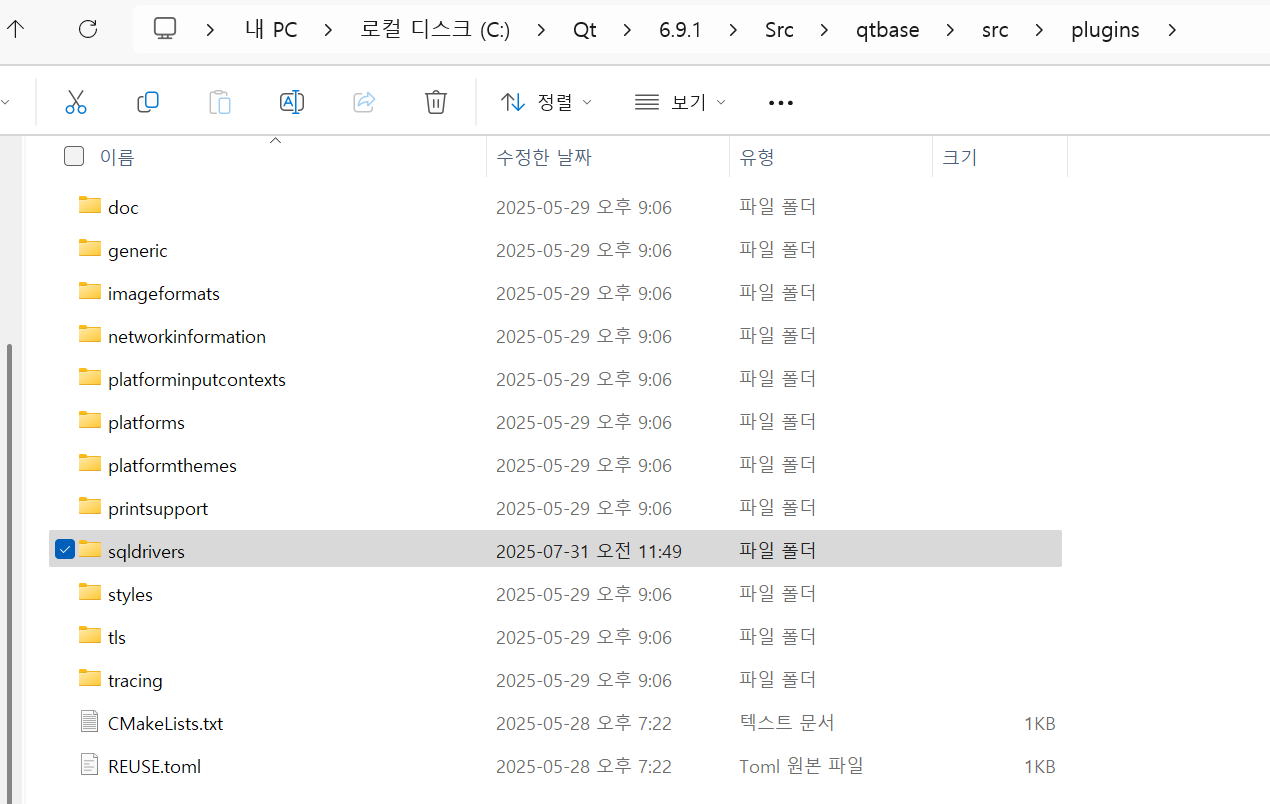 내 PC > 로컬 디스크 (C:) > Qt > 6.9.1 > Src > qtbase > src > plugins >
정렬 보기
이름 수정한 날짜 유형 크기
doc 2025-05-29 오후 9:06 파일 폴더
generic 2025-05-29 오후 9:06 파일 폴더
imageformats 2025-05-29 오후 9:06 파일 폴더
networkinformation 2025-05-29 오후 9:06 파일 폴더
platforminputcontexts 2025-05-29 오후 9:06 파일 폴더
platforms 2025-05-29 오후 9:06 파일 폴더
platformthemes 2025-05-29 오후 9:06 파일 폴더
printsupport 2025-05-29 오후 9:06 파일 폴더
sqldrivers 2025-07-31 오전 11:49 파일 폴더
styles 2025-05-29 오후 9:06 파일 폴더
tls 2025-05-29 오후 9:06 파일 폴더
tracing 2025-05-29 오후 9:06 파일 폴더
CMakeLists.txt 2025-05-28 오후 7:22 텍스트 문서 1KB
REUSE.toml 2025-05-28 오후 7:22 Toml 원본 파일 1KB